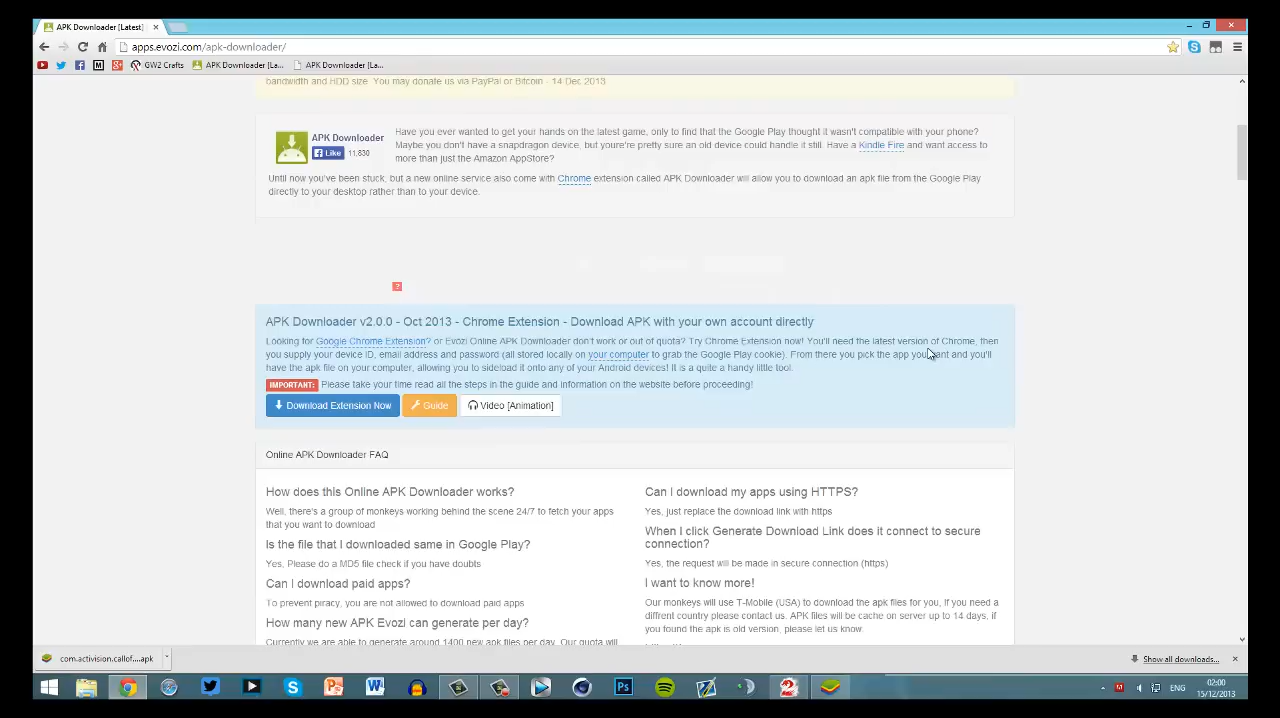 APK Downloader [Latest]
apps.evozi.com/apk-downloader/
GW2 Crafts
APK Downloader [La...
APK Downloader [La...
bandwidth and HDD size. You may donate us via PayPal or Bitcoin - 14 Dec 2013
APK Downloader
Like 11,830
Have you ever wanted to get your hands on the latest game, only to find that the Google Play thought it wasn't compatible with your phone?
Maybe you don't have a snapdragon device, but youre're pretty sure an old device could handle it still. Have a Kindle Fire and want access to
more than just the Amazon AppStore?
Until now you've been stuck, but a new online service also come with Chrome extension called APK Downloader will allow you to download an apk file from the Google Play
directly to your desktop rather than to your device.
?
APK Downloader v2.0.0 - Oct 2013 - Chrome Extension - Download APK with your own account directly
Looking for Google Chrome Extension? or Evozi Online APK Downloader don't work or out of quota? Try Chrome Extension now! You'll need the latest version of Chrome, then
you supply your device ID, email address and password (all stored locally on your computer to grab the Google Play cookie). From there you pick the app you want and you'll
have the apk file on your computer, allowing you to sideload it onto any of your Android devices! It is a quite a handy little tool.
IMPORTANT: Please take your time read all the steps in the guide and information on the website before proceeding!
Download Extension Now
Guide
Video [Animation]
Online APK Downloader FAQ
How does this Online APK Downloader works?
Well, there's a group of monkeys working behind the scene 24/7 to fetch your apps
that you want to download
Is the file that I downloaded same in Google Play?
Yes, Please do a MD5 file check if you have doubts
Can I download paid apps?
To prevent piracy, you are not allowed to download paid apps
How many new APK Evozi can generate per day?
Currently we are able to generate around 1400 new apk files per day. Our quota will
Can I download my apps using HTTPS?
Yes, just replace the download link with https
When I click Generate Download Link does it connect to secure
connection?
Yes, the request will be made in secure connection (https)
I want to know more!
Our monkeys will use T-Mobile (USA) to download the apk files for you, If you need a
diffrent country please contact us. APK files will be cache on server up to 14 days, if
you found the apk is old version, please let us know.
com.activision.callof....apk
Show all downloads...
ENG
02:00
15/12/2013